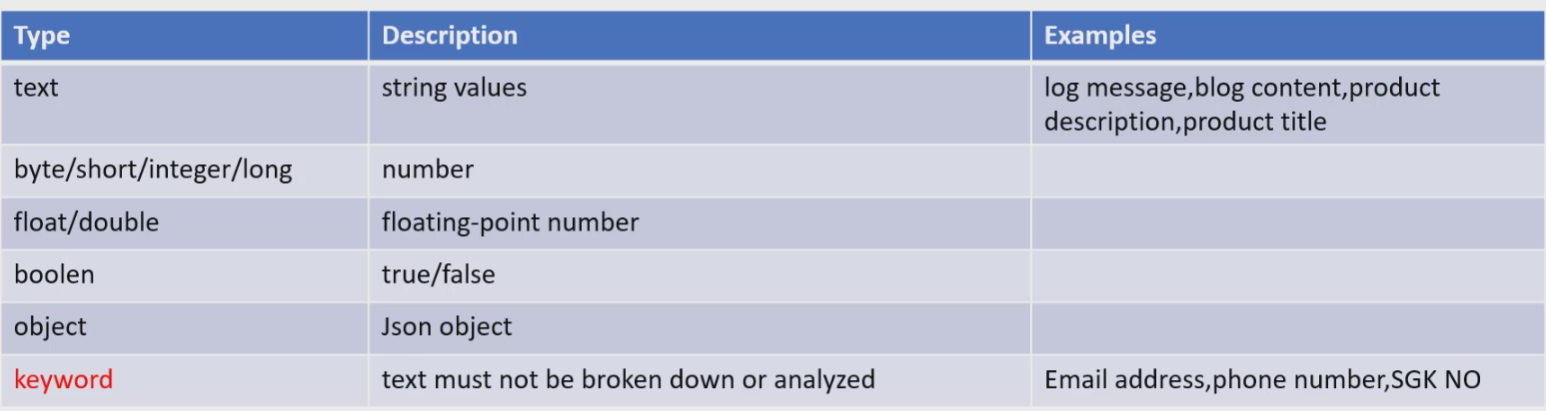 Type Description Examples
text string values log message,blog content,product
description,product title
byte/short/integer/long number
float/double floating-point number
boolen true/false
object Json object
keyword text must not be broken down or analyzed Email address,phone number,SGK NO